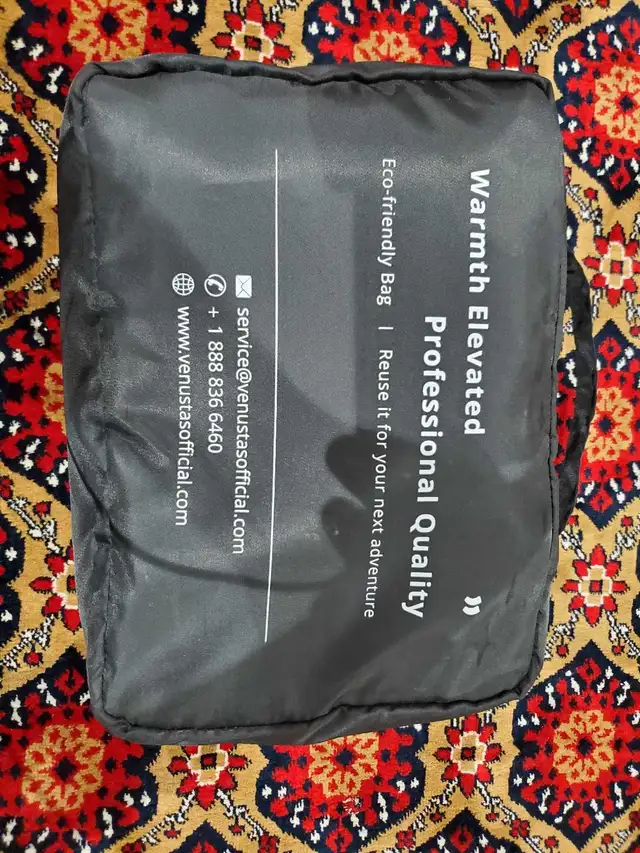 Warmth Elevated
Professional Quality
”
Eco-friendly Bag | Reuse it for your next adventure
service@venustasofficial.com
+ 1 888 836 6460
www.venustasofficial.com